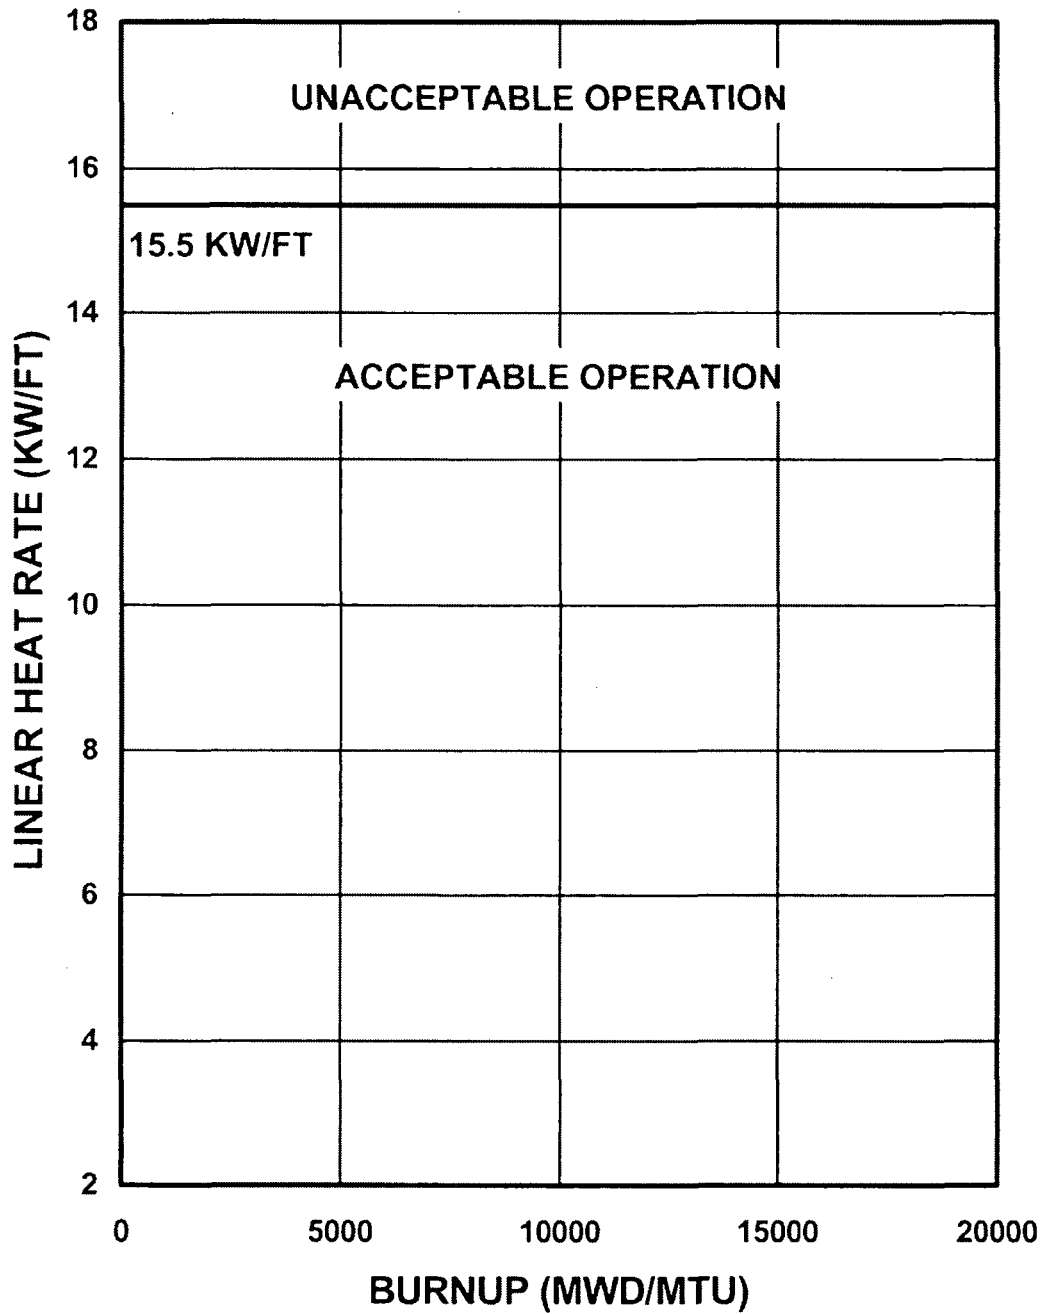 18
UNACCEPTABLE OPERATION
16
15.5 KW/FT
14
ACCEPTABLE OPERATION
12
10
8
6
4
2
LINEAR HEAT RATE (KW/FT)
0 5000 10000 15000 20000
BURNUP (MWD/MTU)